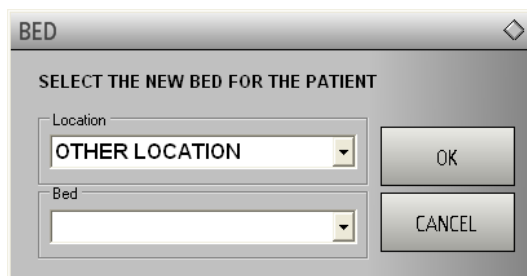 BED
SELECT THE NEW BED FOR THE PATIENT
Location
OTHER LOCATION
OK
Bed
CANCEL